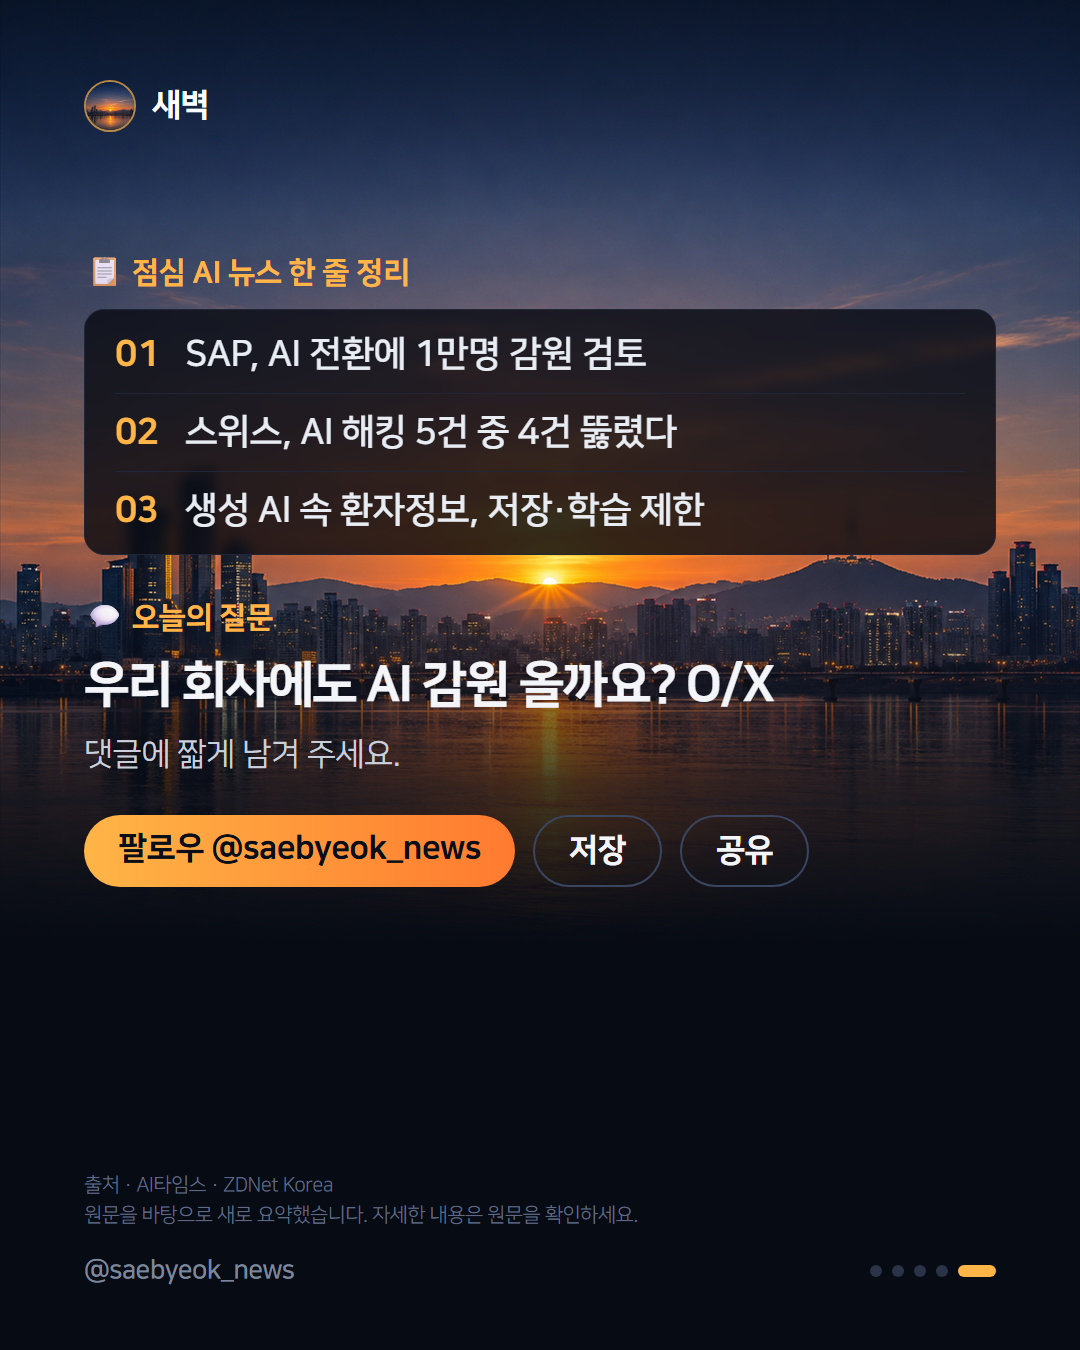 새벽
점심 AI 뉴스 한 줄 정리
01 SAP, AI 전환에 1만명 감원 검토
02 스위스, AI 해킹 5건 중 4건 뚫렸다
03 생성 AI 속 환자정보, 저장·학습 제한
오늘의 질문
우리 회사에도 AI 감원 올까요? O/X
댓글에 짧게 남겨 주세요.
팔로우 @saebyeok_news 저장 공유
출처 · AI타임스 · ZDNet Korea
원문을 바탕으로 새로 요약했습니다. 자세한 내용은 원문을 확인하세요.
@saebyeok_news